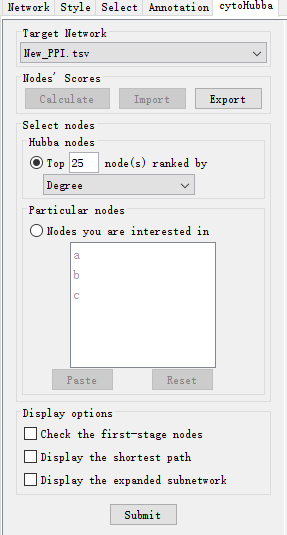 Network Style Select Annotation cytoHubba
Target Network
New_PPI.tsv
Nodes' Scores
Calculate Import Export
Select nodes
Hubba nodes
Top 25 node(s) ranked by
Degree
Particular nodes
Nodes you are interested in
a
b
c
Paste Reset
Display options
Check the first-stage nodes
Display the shortest path
Display the expanded subnetwork
Submit